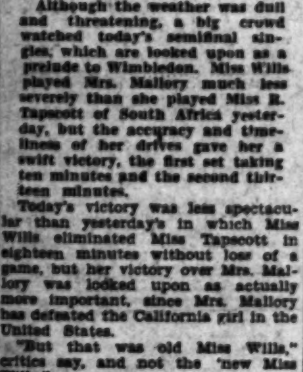 Although the weather was dull
and threatening, a big crowd
watched today's semifinal sin-
gles, which are looked upon as a
prelude to Wimbledon. Miss Wills
played Mrs. Mallory much less
severely than she played Miss R.
Tapscott of South Africa yester-
day, but the accuracy and time-
liness of her drives gave her a
swift victory, the first set taking
ten minutes and the second thir-
teen minutes.
Today's victory was less spectacu-
lar than yesterday's in which Miss
Wills eliminated Miss Tapscott in
eighteen minutes without loss of a
game, but her victory over Mrs. Mal-
lory was looked upon as actually
more important, since Mrs. Mallory
has defeated the California girl in the
United States.
"But that was old Miss Wills,"
critics say, and not the 'new Miss